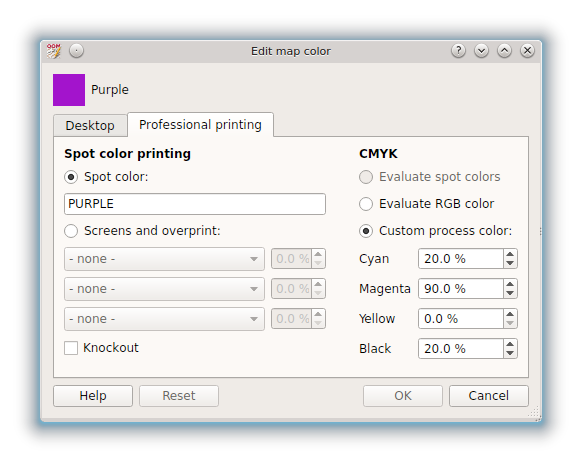 OOM
Edit map color
?
Purple
Desktop
Professional printing
Spot color printing
Spot color:
PURPLE
Screens and overprint:
- none -
0.0 %
- none -
0.0 %
- none -
0.0 %
Knockout
CMYK
Evaluate spot colors
Evaluate RGB color
Custom process color:
Cyan
20.0 %
Magenta
90.0 %
Yellow
0.0 %
Black
20.0 %
Help
Reset
OK
Cancel